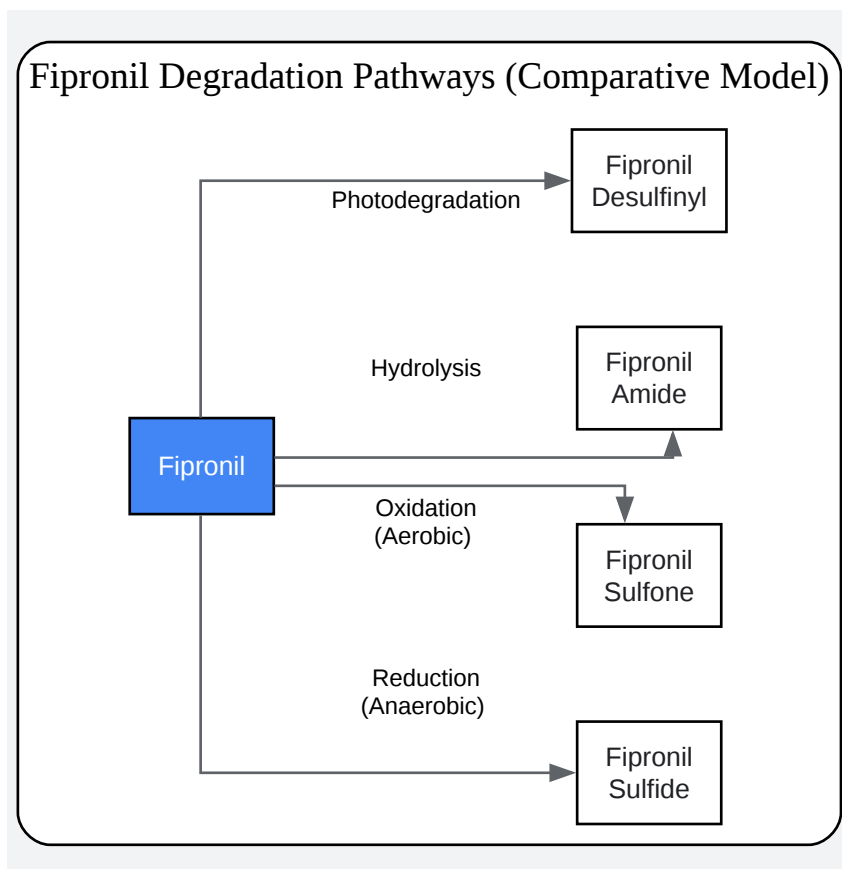 Fipronil Degradation Pathways (Comparative Model)
Fipronil
Desulfinyl
Photodegradation
Hydrolysis
Fipronil
Amide
Fipronil
Oxidation
(Aerobic)
Fipronil
Sulfone
Reduction
(Anaerobic)
Fipronil
Sulfide